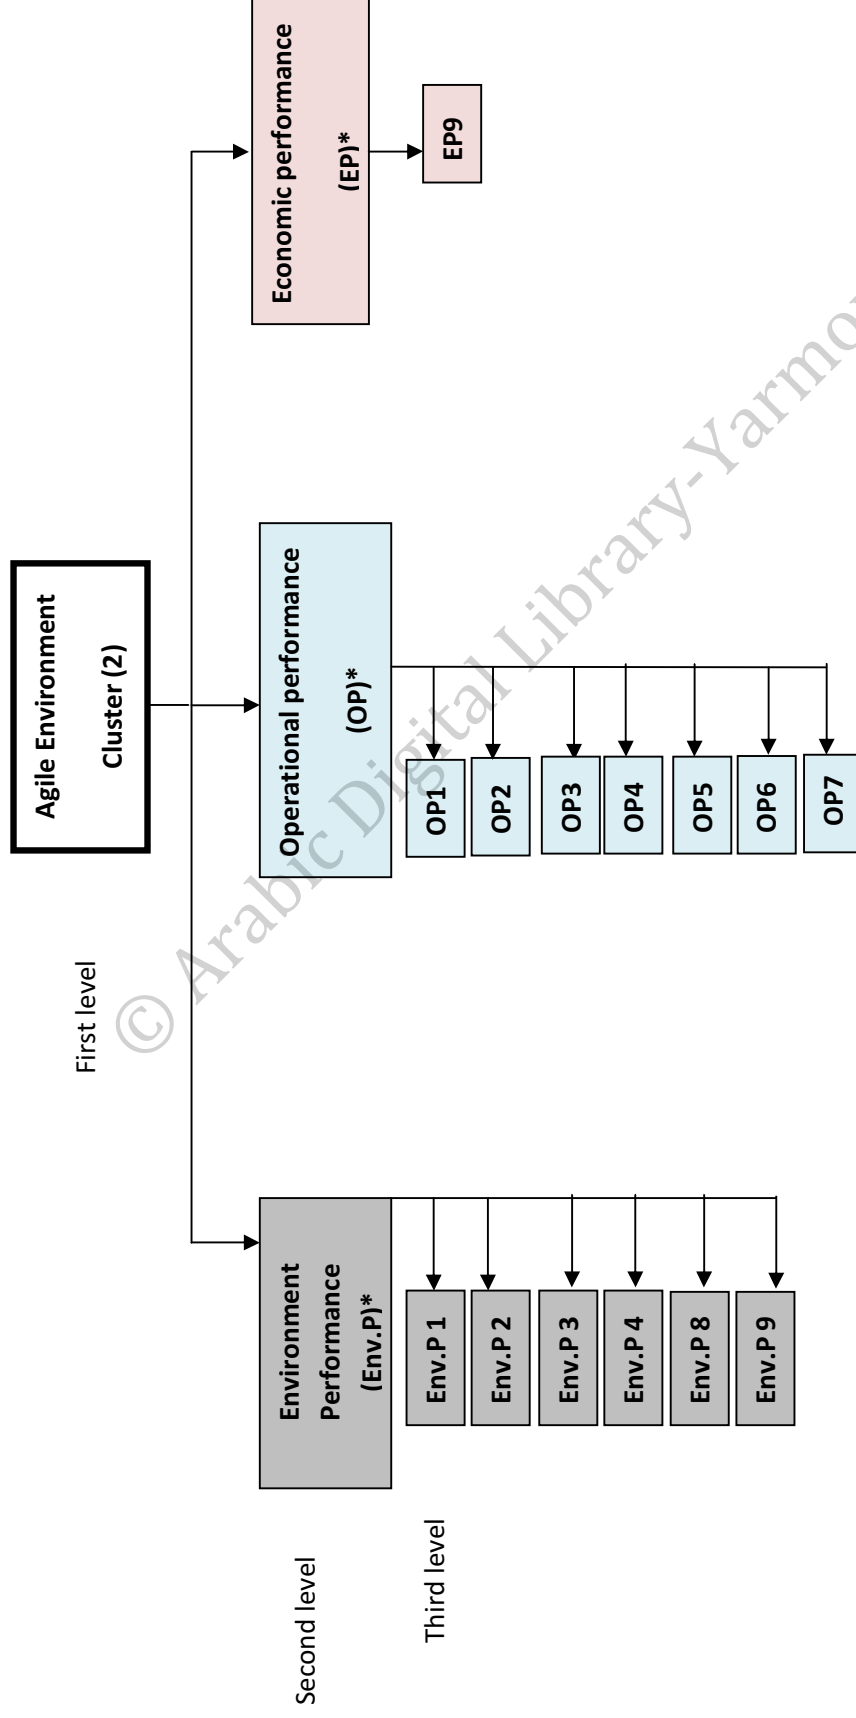 Agile Environment
Cluster (2)
First level
Second level
Environment
Performance
(Env.P)*
Operational performance
(OP)*
Economic performance
(EP)*
Third level
Env.P 1
Env.P 2
Env.P 3
Env.P 4
Env.P 8
Env.P 9
OP1
OP2
OP3
OP4
OP5
OP6
OP7
EP9
© Arabic Digital Library-Yarmo